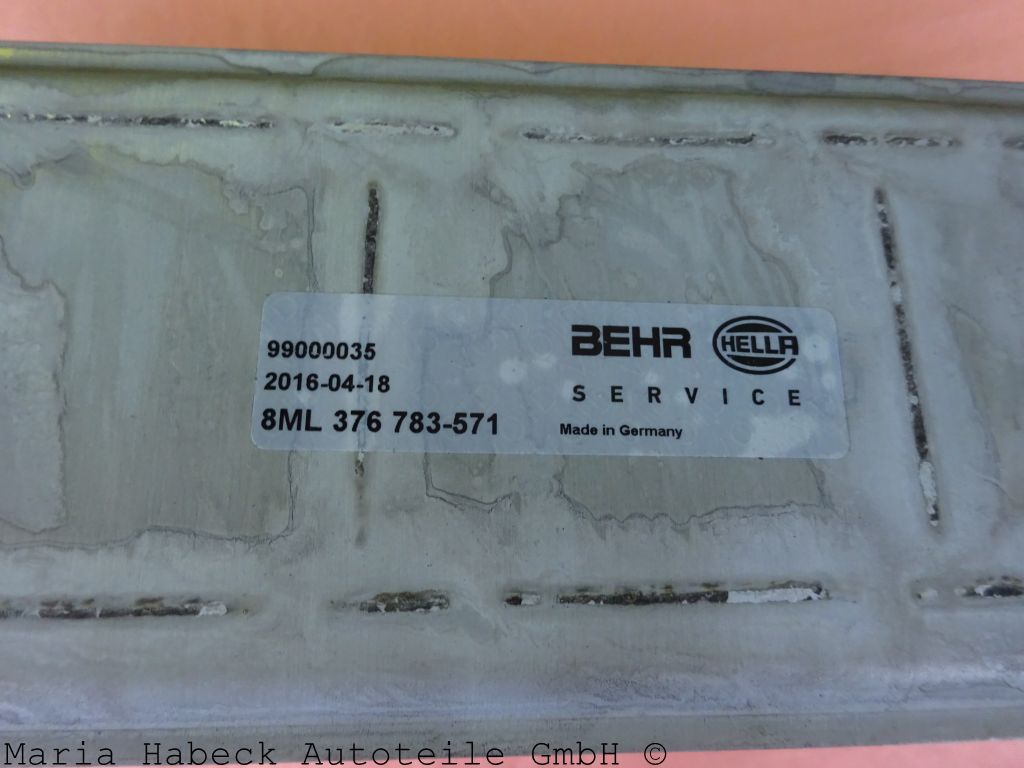 99000035
2016-04-18
8ML 376 783-571
BEHR HELLA
SERVICE
Made in Germany
Maria Habeck Autoteile GmbH ©